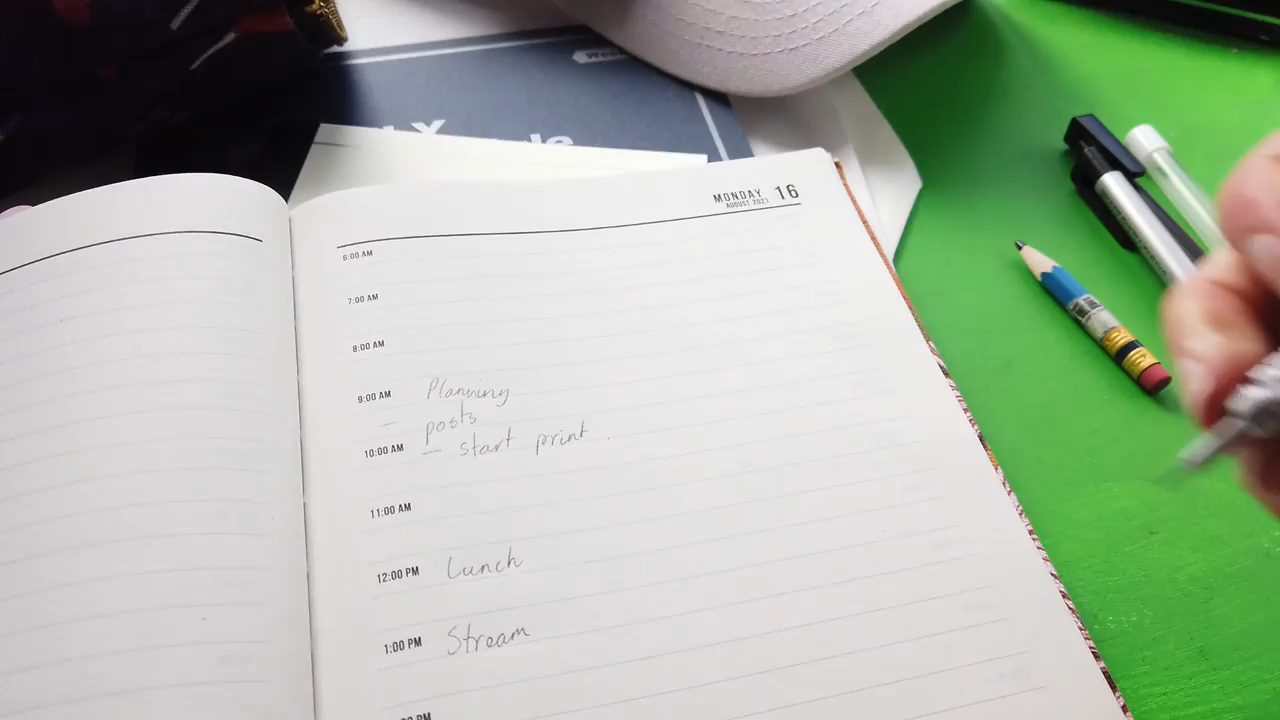 MONDAY 16
AUGUST 2021
6:00 AM
7:00 AM
8:00 AM
9:00 AM Planning
— posts
10:00 AM — start print
11:00 AM
12:00 PM Lunch
1:00 PM Stream